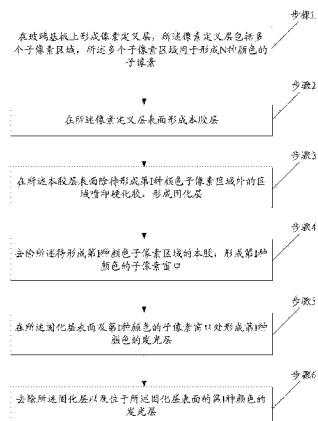 步骤1
在玻璃基板上形成像素定义层，所述像素定义层包括多
个子像素区域，所述多个子像素区域用于形成N种颜色的
子像素
步骤2
在所述像素定义层表面形成本胶层
步骤3
在所述本胶层表面除待形成第I种颜色子像素区域外的区
域喷印硬化胶，形成固化层
步骤4
去除所述待形成第I种颜色子像素区域的本胶，形成第I种
颜色的子像素窗口
步骤5
在所述固化层表面及第I种颜色的子像素窗口处形成第I种颜
色的发光层
步骤6
去除所述固化层以及位于所述固化层表面的第I种颜色的
发光层